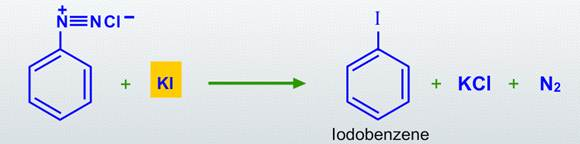 +
N≡NCl−
I
+ KI
+ KCl + N₂
Iodobenzene